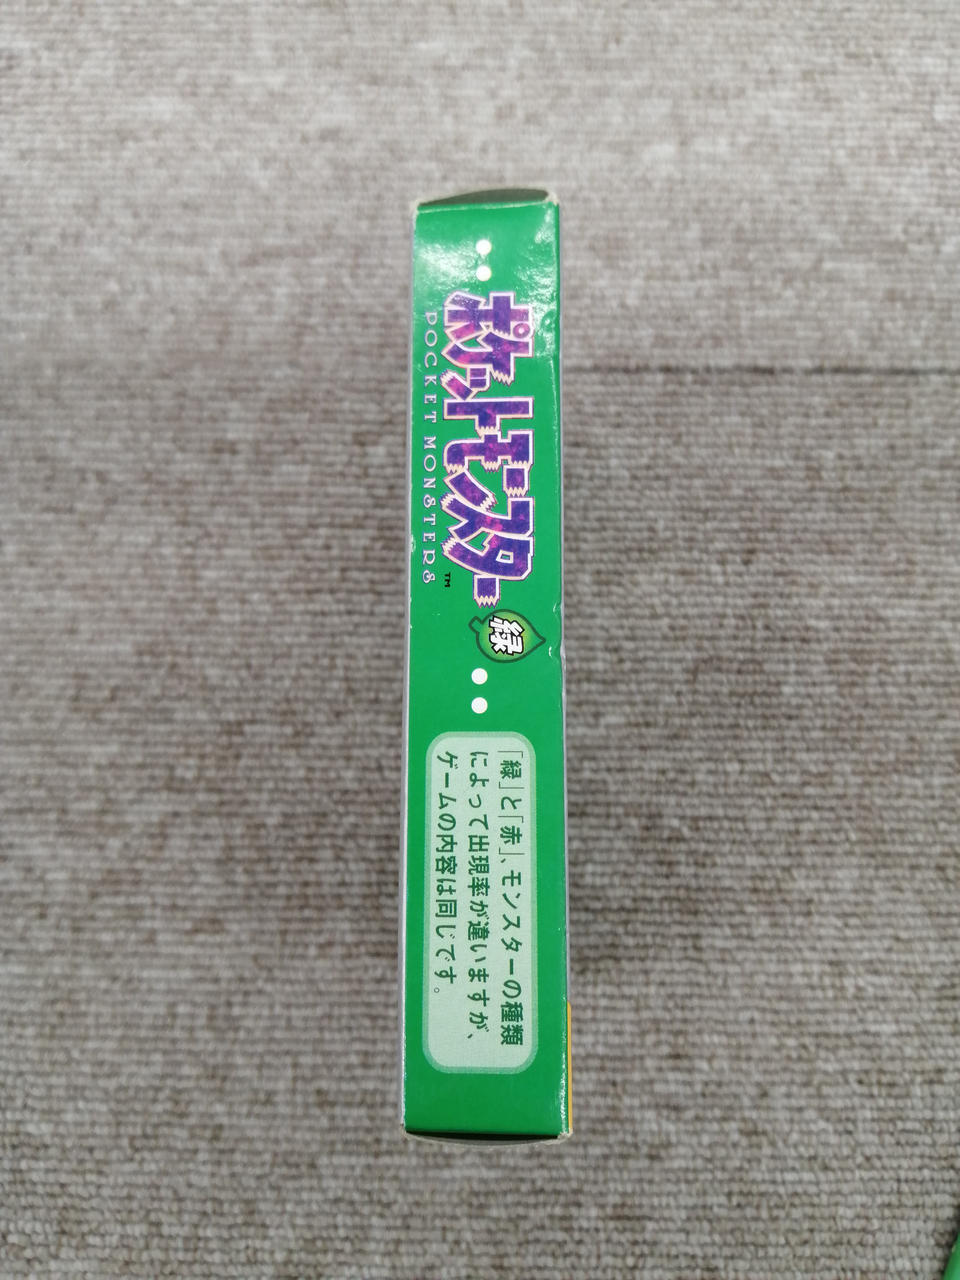 ポケットモンスター
POCKET MONSTERS
TM
緑
「緑」と「赤」、モンスターの種類
によって出現率が違いますが、
ゲームの内容は同じです。